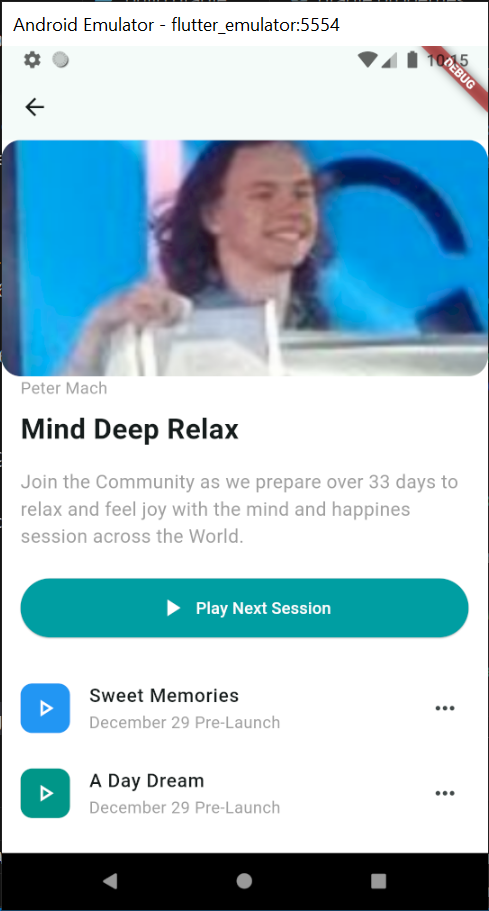 Android Emulator - flutter_emulator:5554
10:15
DEBUG
Peter Mach
Mind Deep Relax
Join the Community as we prepare over 33 days to
relax and feel joy with the mind and happines
session across the World.
Play Next Session
Sweet Memories
December 29 Pre-Launch
A Day Dream
December 29 Pre-Launch